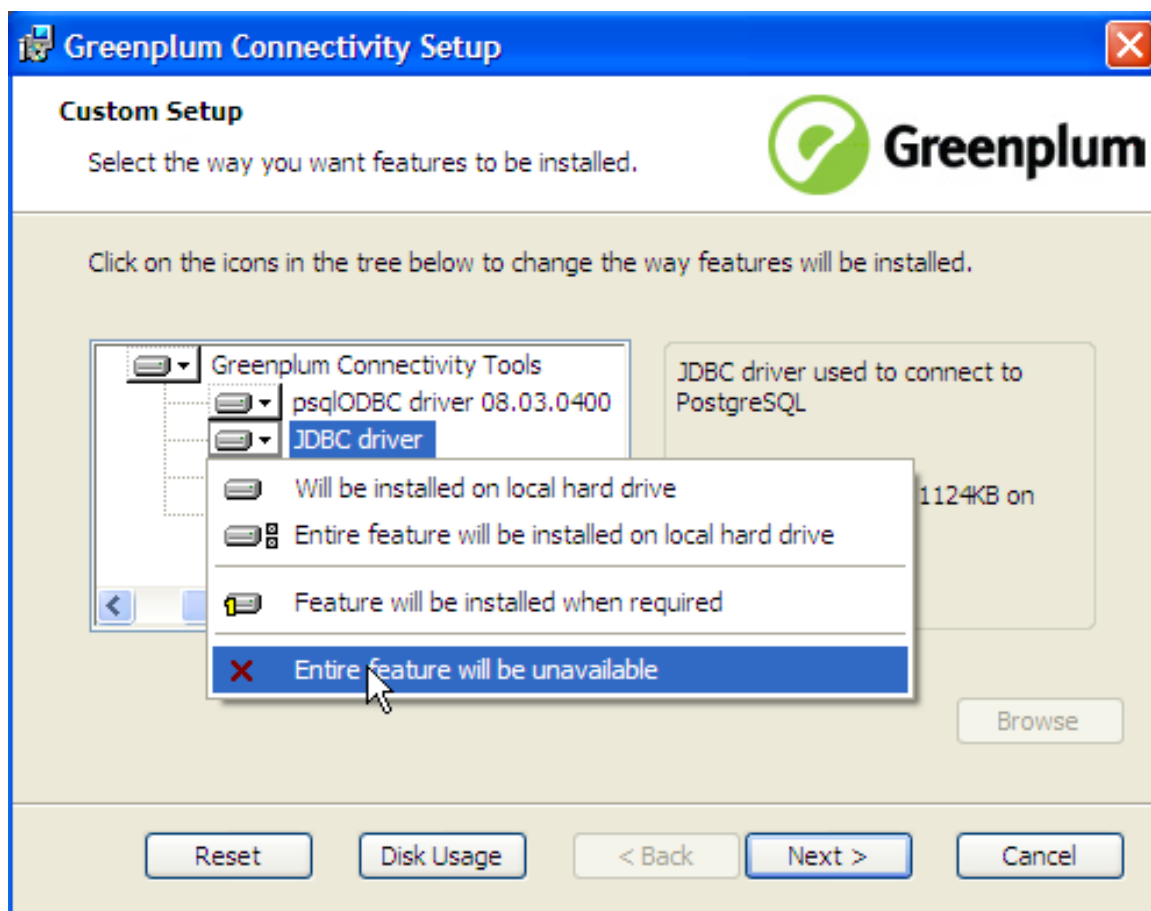 Greenplum Connectivity Setup
Custom Setup
Select the way you want features to be installed.
Greenplum
Click on the icons in the tree below to change the way features will be installed.
Greenplum Connectivity Tools
psqlODBC driver 08.03.0400
JDBC driver
JDBC driver used to connect to
PostgreSQL
1124KB on
Will be installed on local hard drive
Entire feature will be installed on local hard drive
Feature will be installed when required
Entire feature will be unavailable
Browse
Reset
Disk Usage
< Back
Next >
Cancel